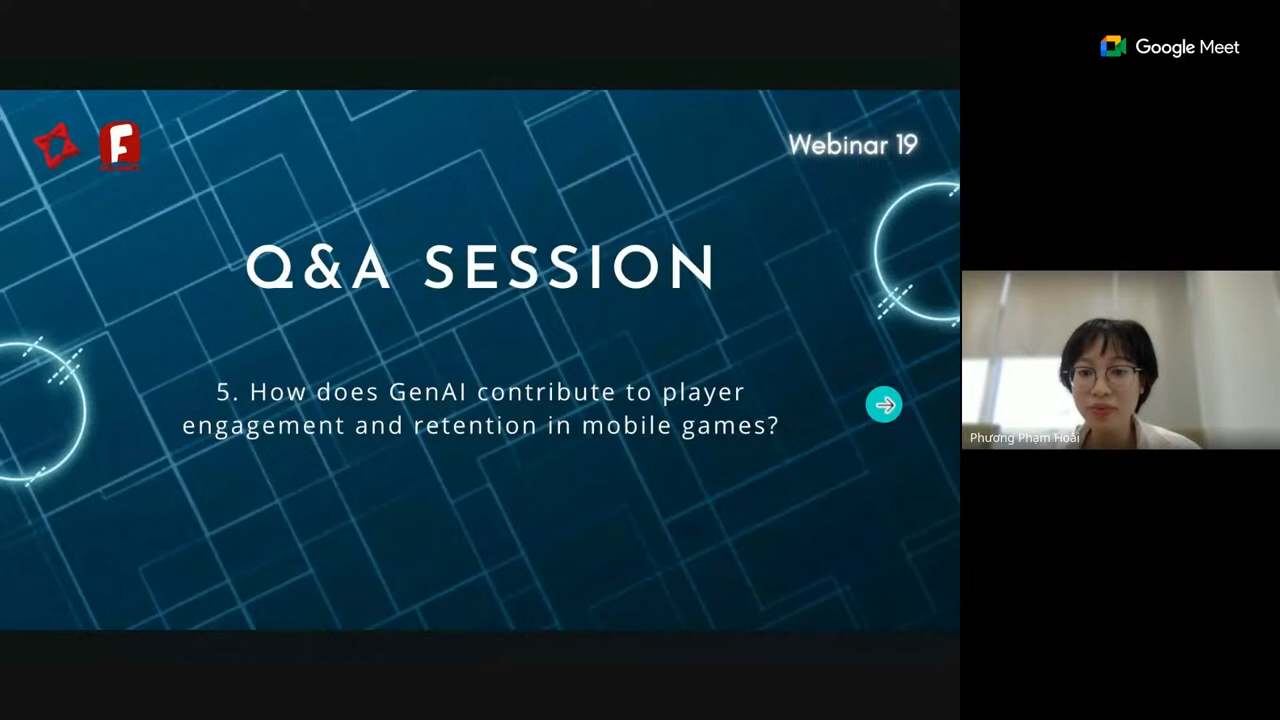 Google Meet
Webinar 19
F
Q&A SESSION
5. How does GenAI contribute to player
engagement and retention in mobile games?
Phương Phạm Hoài